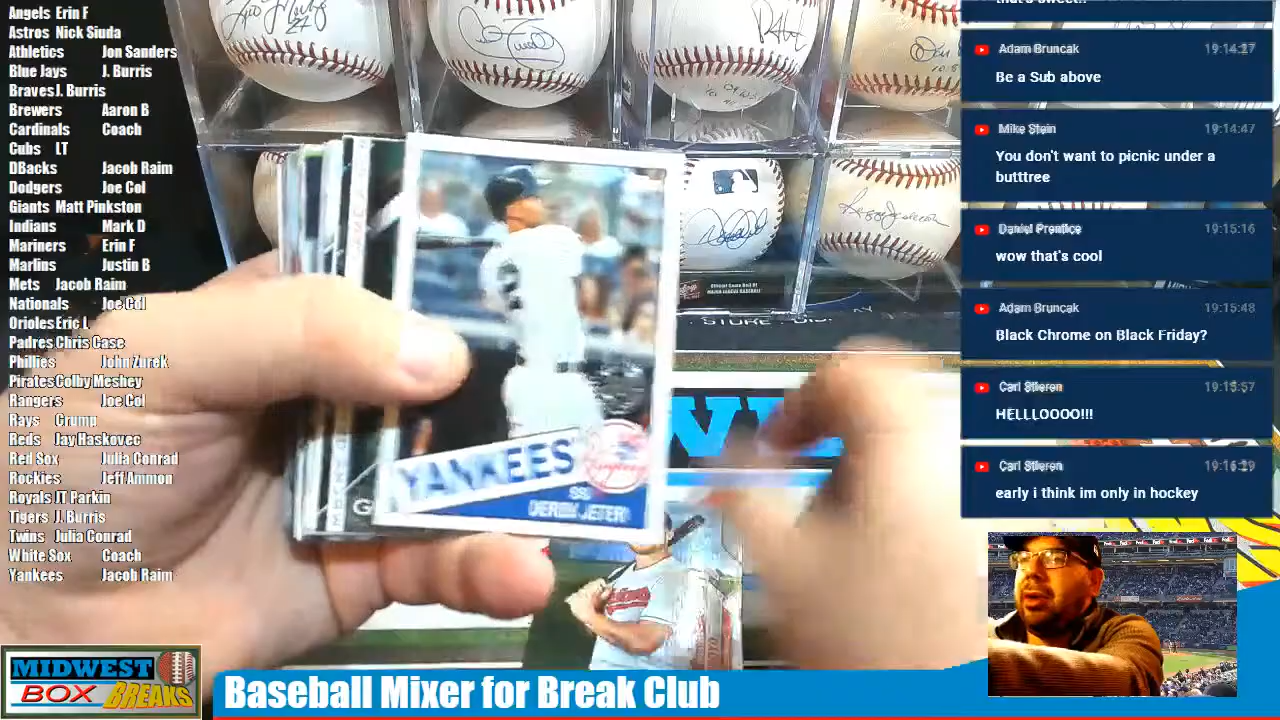 Angels Erin F
Astros Nick Siuda
Athletics Jon Sanders
Blue Jays J. Burris
Braves J. Burris
Brewers Aaron B
Cardinals Coach
Cubs LT
DBacks Jacob Raim
Dodgers Joe Col
Giants Matt Pinkston
Indians Mark D
Mariners Erin F
Marlins Justin B
Mets Jacob Raim
Nationals Joe Col
Orioles Eric L
Padres Chris Case
Phillies John Zurek
Pirates Colby Meshey
Rangers Joe Col
Rays Crump
Reds Jay Haskovec
Red Sox Julia Conrad
Rockies Jeff Ammon
Royals JT Parkin
Tigers J. Burris
Twins Julia Conrad
White Sox Coach
Yankees Jacob Raim
MIDWEST
BOX BREAKS
YANKEES
SS
DEREK JETER
Baseball Mixer for Break Club
that's sweet!!
Adam Bruncak 19:14:27
Be a Sub above
Mike Stein 19:14:47
You don't want to picnic under a
butttree
Daniel Prentice 19:15:16
wow that's cool
Adam Bruncak 19:15:48
Black Chrome on Black Friday?
Carl Stieren 19:15:57
HELLLOOOO!!!
Carl Stieren 19:16:29
early i think im only in hockey